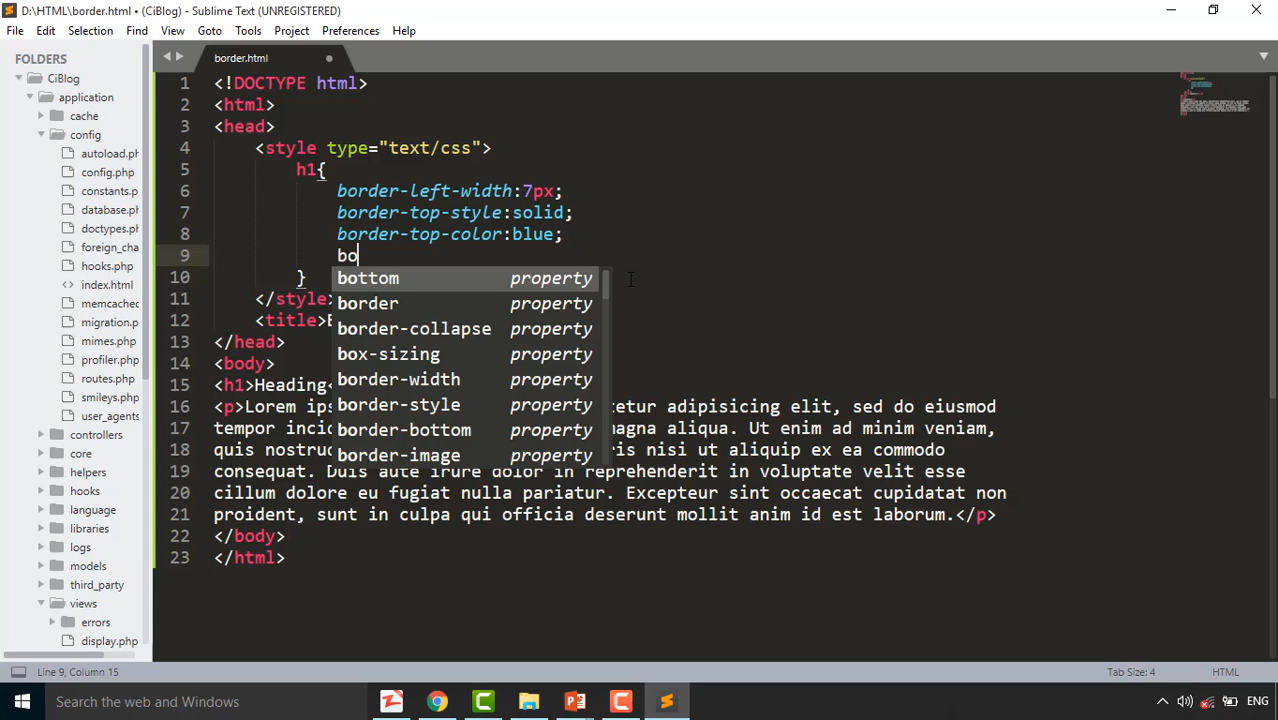 D:\HTML\border.html (CiBlog) - Sublime Text (UNREGISTERED)
File Edit Selection Find View Goto Tools Project Preferences Help
FOLDERS
CiBlog
application
cache
config
autoload.ph
config.php
constants.p
database.ph
doctypes.p
foreign_cha
hooks.php
index.html
memcache
migration.p
mimes.php
profiler.php
routes.php
smileys.php
user_agents
controllers
core
helpers
hooks
language
libraries
logs
models
third_party
views
errors
display.php
border.html
1 <!DOCTYPE html>
2 <html>
3 <head>
4 <style type="text/css">
5 h1{
6 border-left-width:7px;
7 border-top-style:solid;
8 border-top-color:blue;
9 bo
10 }
11 </style>
12 <title>
13 </head>
14 <body>
15 <h1>Heading<
16 <p>Lorem ips tetur adipisicing elit, sed do eiusmod
17 tempor incid magna aliqua. Ut enim ad minim veniam,
18 quis nostrud ris nisi ut aliquip ex ea commodo
19 consequat. Duis aute irure dolor in reprehenderit in voluptate velit esse
20 cillum dolore eu fugiat nulla pariatur. Excepteur sint occaecat cupidatat non
21 proident, sunt in culpa qui officia deserunt mollit anim id est laborum.</p>
22 </body>
23 </html>
bottom property
border property
border-collapse property
box-sizing property
border-width property
border-style property
border-bottom property
border-image property
Line 9, Column 15 Tab Size: 4 HTML
Search the web and Windows
ENG